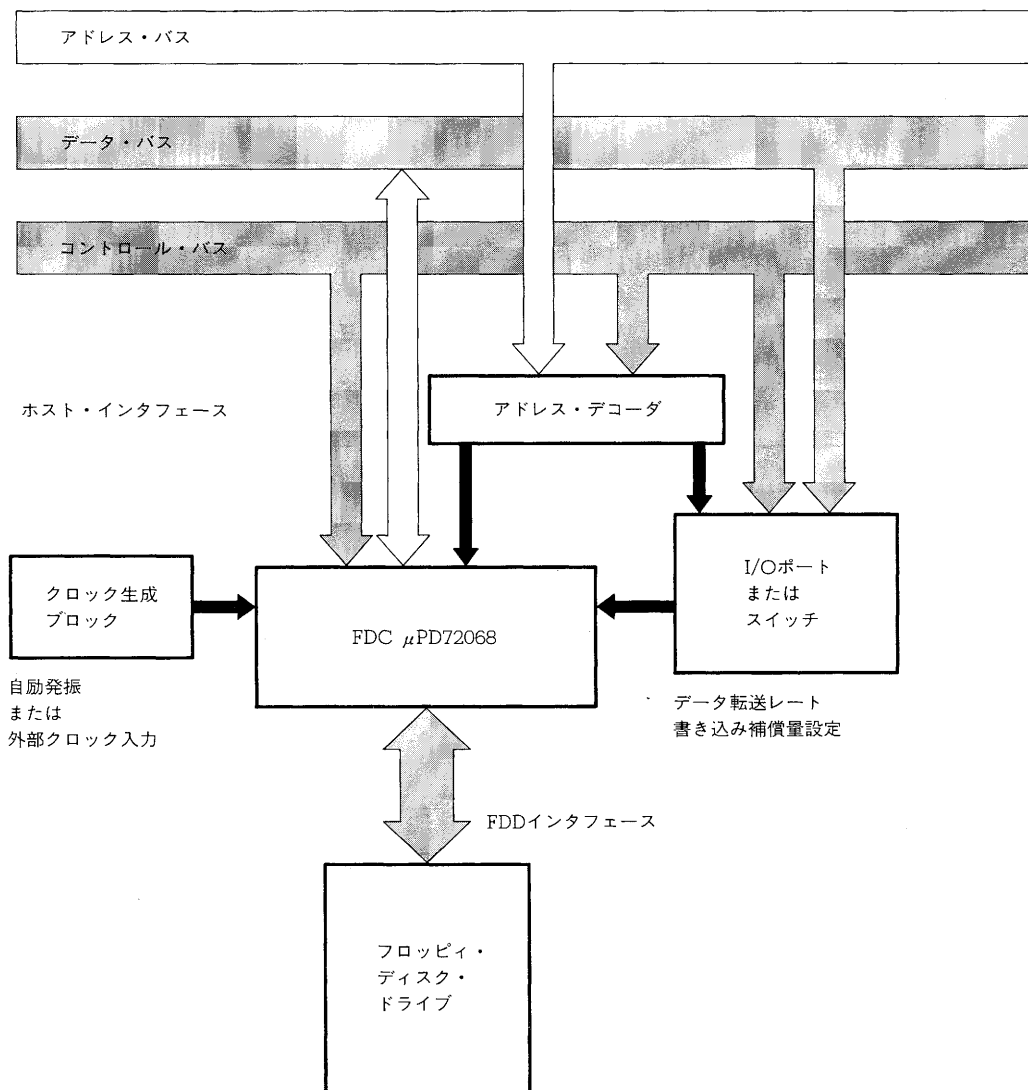 アドレス・バス
データ・バス
コントロール・バス
ホスト・インタフェース
アドレス・デコーダ
クロック生成
ブロック
FDC μPD72068
I/Oポート
または
スイッチ
自励発振
または
外部クロック入力
データ転送レート
書き込み補償量設定
FDDインタフェース
フロッピィ・
ディスク・
ドライブ